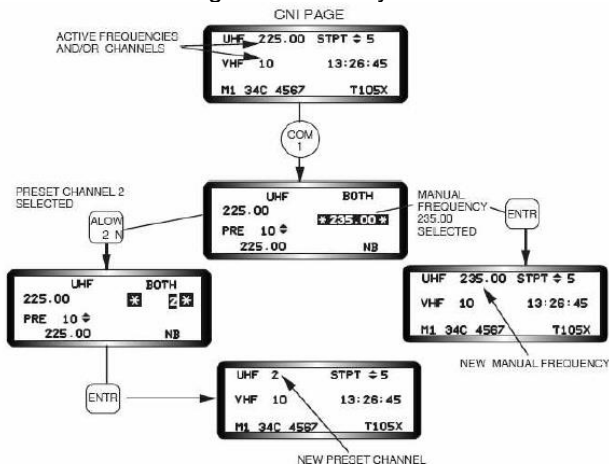 CNI PAGE
ACTIVE FREQUENCIES
AND/OR CHANNELS
UHF 225.00 STPT ≑ 5
VHF 10 13:26:45
M1 34C 4567 T105X
COM
1
PRESET CHANNEL 2
SELECTED
ALOW
2 N
UHF BOTH
225.00
*235.00*
PRE 10 ≑
225.00 NB
MANUAL
FREQUENCY
235.00
SELECTED
ENTR
UHF BOTH
225.00 * 2*
PRE 10 ≑
225.00 NB
UHF 235.00 STPT ≑ 5
VHF 10 13:26:45
M1 34C 4567 T105X
NEW MANUAL FREQUENCY
ENTR
UHF 2 STPT ≑ 5
VHF 10 13:26:45
M1 34C 4567 T105X
NEW PRESET CHANNEL